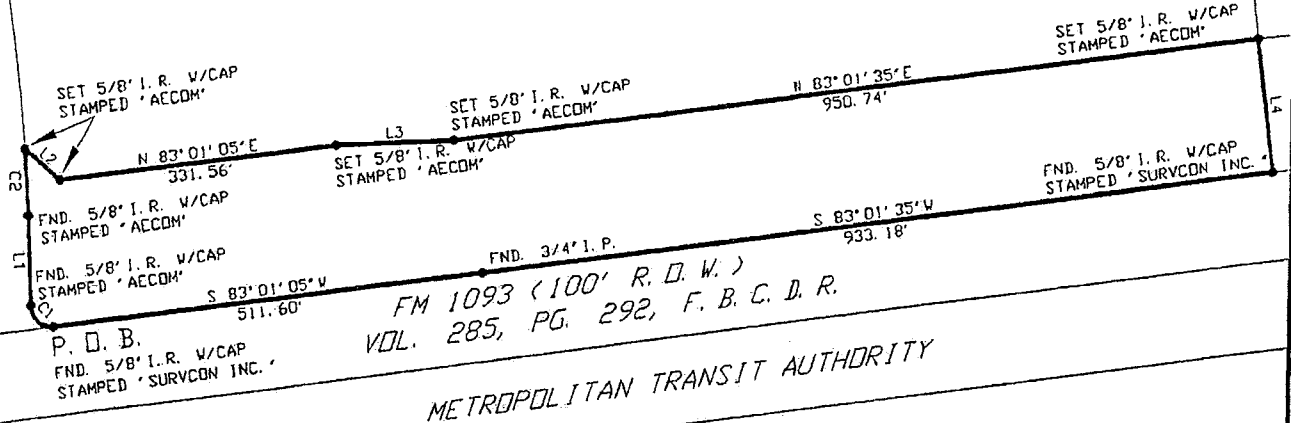 SET 5/8" I. R. W/CAP
STAMPED "AECOM"
SET 5/8" I. R. W/CAP
STAMPED "AECOM"
N 83° 01' 35" E
950. 74'
SET 5/8" I. R. W/CAP
STAMPED "AECOM"
L4
L2
N 83° 01' 05" E
331. 56'
L3
SET 5/8" I. R. W/CAP
STAMPED "AECOM"
C2
FND. 5/8" I. R. W/CAP
STAMPED "AECOM"
L1
FND. 5/8" I. R. W/CAP
STAMPED "AECOM"
C1
FND. 5/8" I. R. W/CAP
STAMPED "SURVCON INC. "
S 83° 01' 35" W
933. 18'
FND. 3/4" I. P.
S 83° 01' 05" W
511. 60'
P. O. B.
FND. 5/8" I. R. W/CAP
STAMPED "SURVCON INC. "
FM 1093 (100' R. O. W. )
VOL. 285, PG. 292, F. B. C. D. R.
METROPOLITAN TRANSIT AUTHORITY